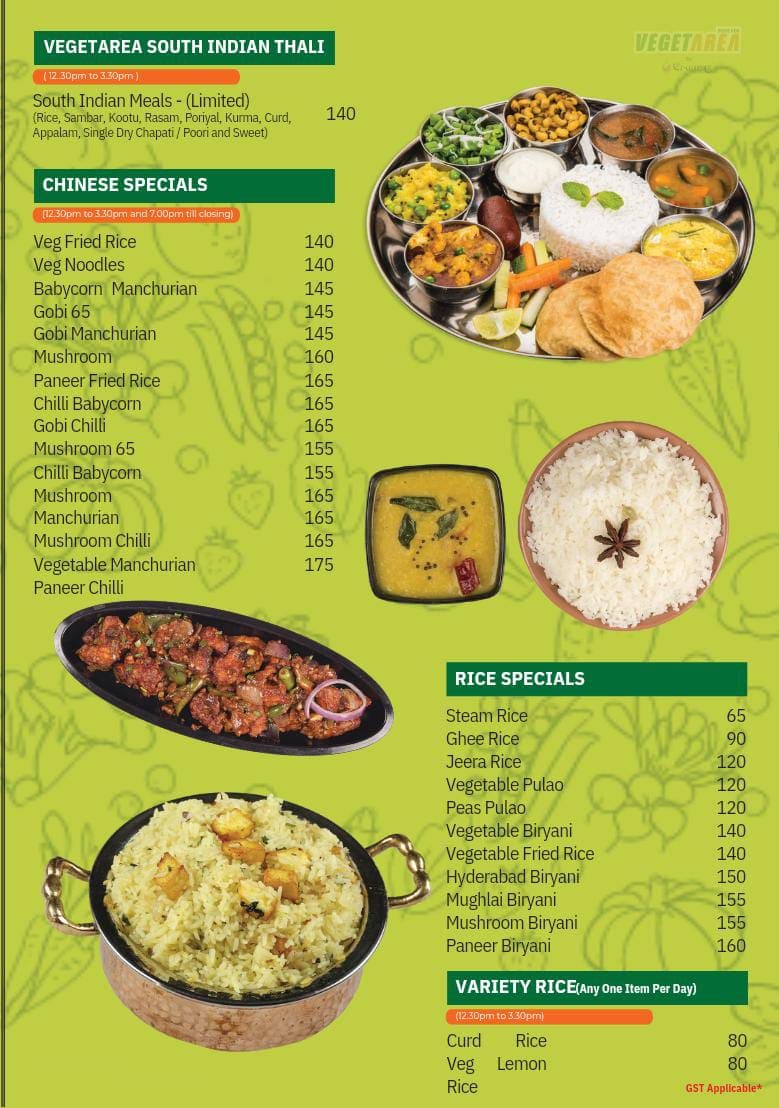 VEGETAREA
VEGETAREA SOUTH INDIAN THALI
( 12.30pm to 3.30pm )
South Indian Meals - (Limited) 140
(Rice, Sambar, Kootu, Rasam, Poriyal, Kurma, Curd,
Appalam, Single Dry Chapati / Poori and Sweet)
CHINESE SPECIALS
(12.30pm to 3.30pm and 7.00pm till closing)
Veg Fried Rice 140
Veg Noodles 140
Babycorn Manchurian 145
Gobi 65 145
Gobi Manchurian 145
Mushroom 160
Paneer Fried Rice 165
Chilli Babycorn 165
Gobi Chilli 165
Mushroom 65 155
Chilli Babycorn 155
Mushroom 165
Manchurian 165
Mushroom Chilli 165
Vegetable Manchurian 175
Paneer Chilli
RICE SPECIALS
Steam Rice 65
Ghee Rice 90
Jeera Rice 120
Vegetable Pulao 120
Peas Pulao 120
Vegetable Biryani 140
Vegetable Fried Rice 140
Hyderabad Biryani 150
Mughlai Biryani 155
Mushroom Biryani 155
Paneer Biryani 160
VARIETY RICE(Any One Item Per Day)
(12.30pm to 3.30pm)
Curd Rice 80
Veg Lemon 80
Rice
GST Applicable*